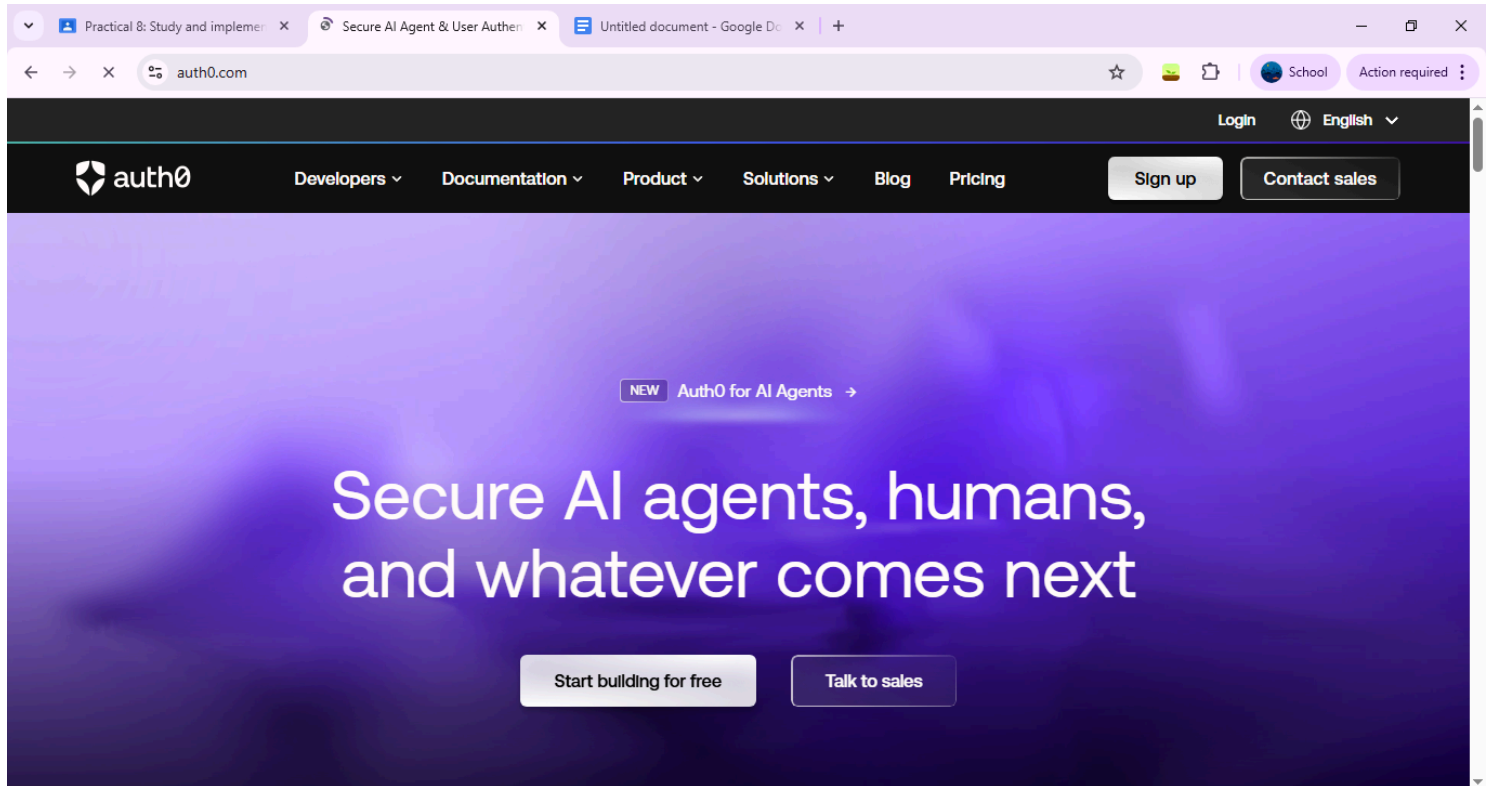 Practical 8: Study and implemen
Secure AI Agent & User Authen
Untitled document - Google Do
auth0.com
School
Action required
Login
English
auth0
Developers
Documentation
Product
Solutions
Blog
Pricing
Sign up
Contact sales
NEW Auth0 for AI Agents →
Secure AI agents, humans,
and whatever comes next
Start building for free
Talk to sales